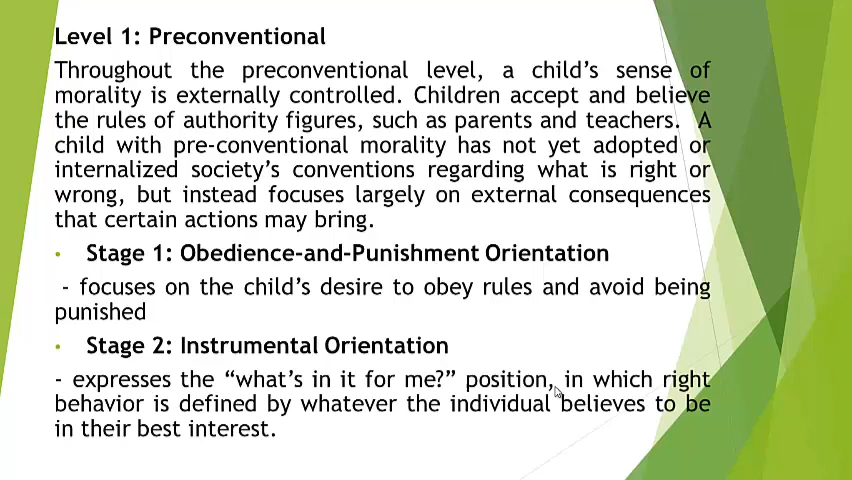 Level 1: Preconventional
Throughout the preconventional level, a child's sense of
morality is externally controlled. Children accept and believe
the rules of authority figures, such as parents and teachers. A
child with pre-conventional morality has not yet adopted or
internalized society's conventions regarding what is right or
wrong, but instead focuses largely on external consequences
that certain actions may bring.
• Stage 1: Obedience-and-Punishment Orientation
- focuses on the child's desire to obey rules and avoid being
punished
• Stage 2: Instrumental Orientation
- expresses the “what's in it for me?” position, in which right
behavior is defined by whatever the individual believes to be
in their best interest.